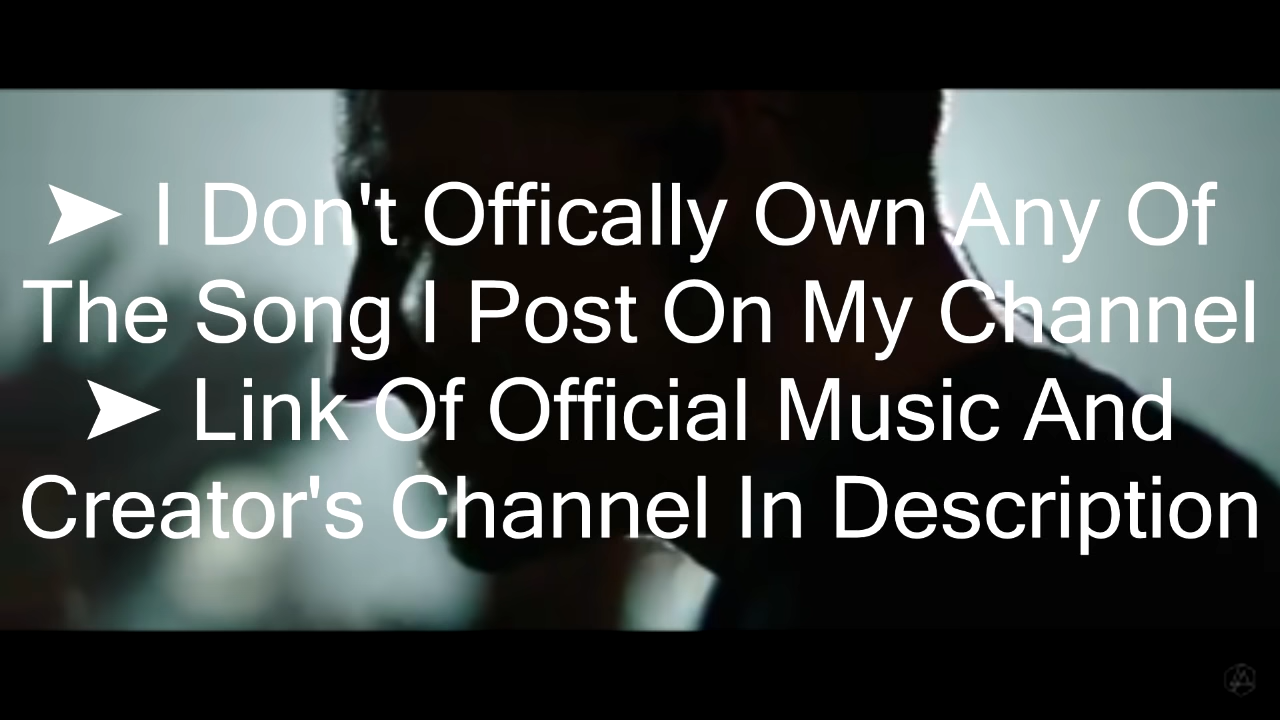 ➤ I Don't Offically Own Any Of
The Song I Post On My Channel
➤ Link Of Official Music And
Creator's Channel In Description